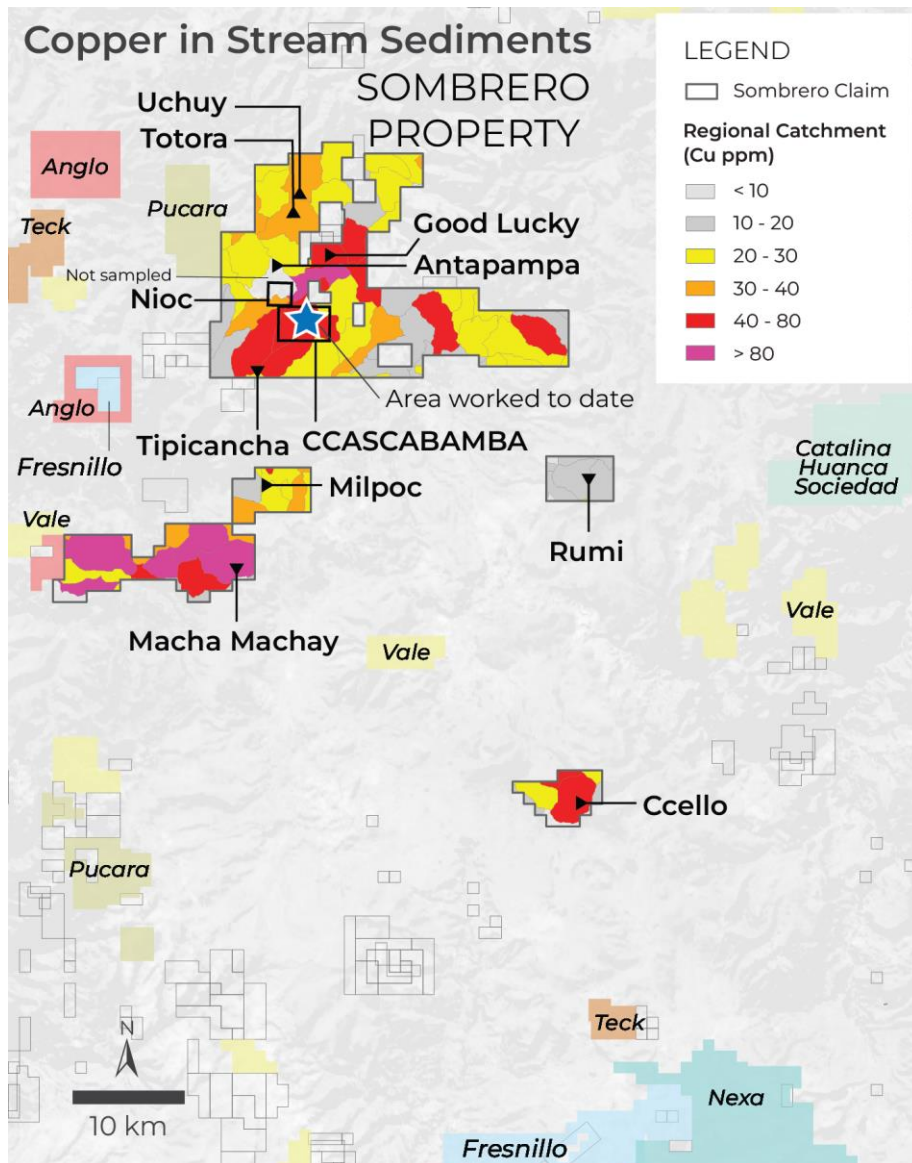 Copper in Stream Sediments
SOMBRERO
PROPERTY
LEGEND
Sombrero Claim
Regional Catchment
(Cu ppm)
< 10
10 - 20
20 - 30
30 - 40
40 - 80
> 80
Uchuy
Totora
Anglo
Pucara
Teck
Good Lucky
Antapampa
Not sampled
Nioc
Area worked to date
Anglo
Fresnillo
Tipicancha
CCASCABAMBA
Catalina
Huanca
Sociedad
Milpoc
Vale
Rumi
Macha Machay
Vale
Vale
Ccello
Pucara
Teck
N
10 km
Nexa
Fresnillo